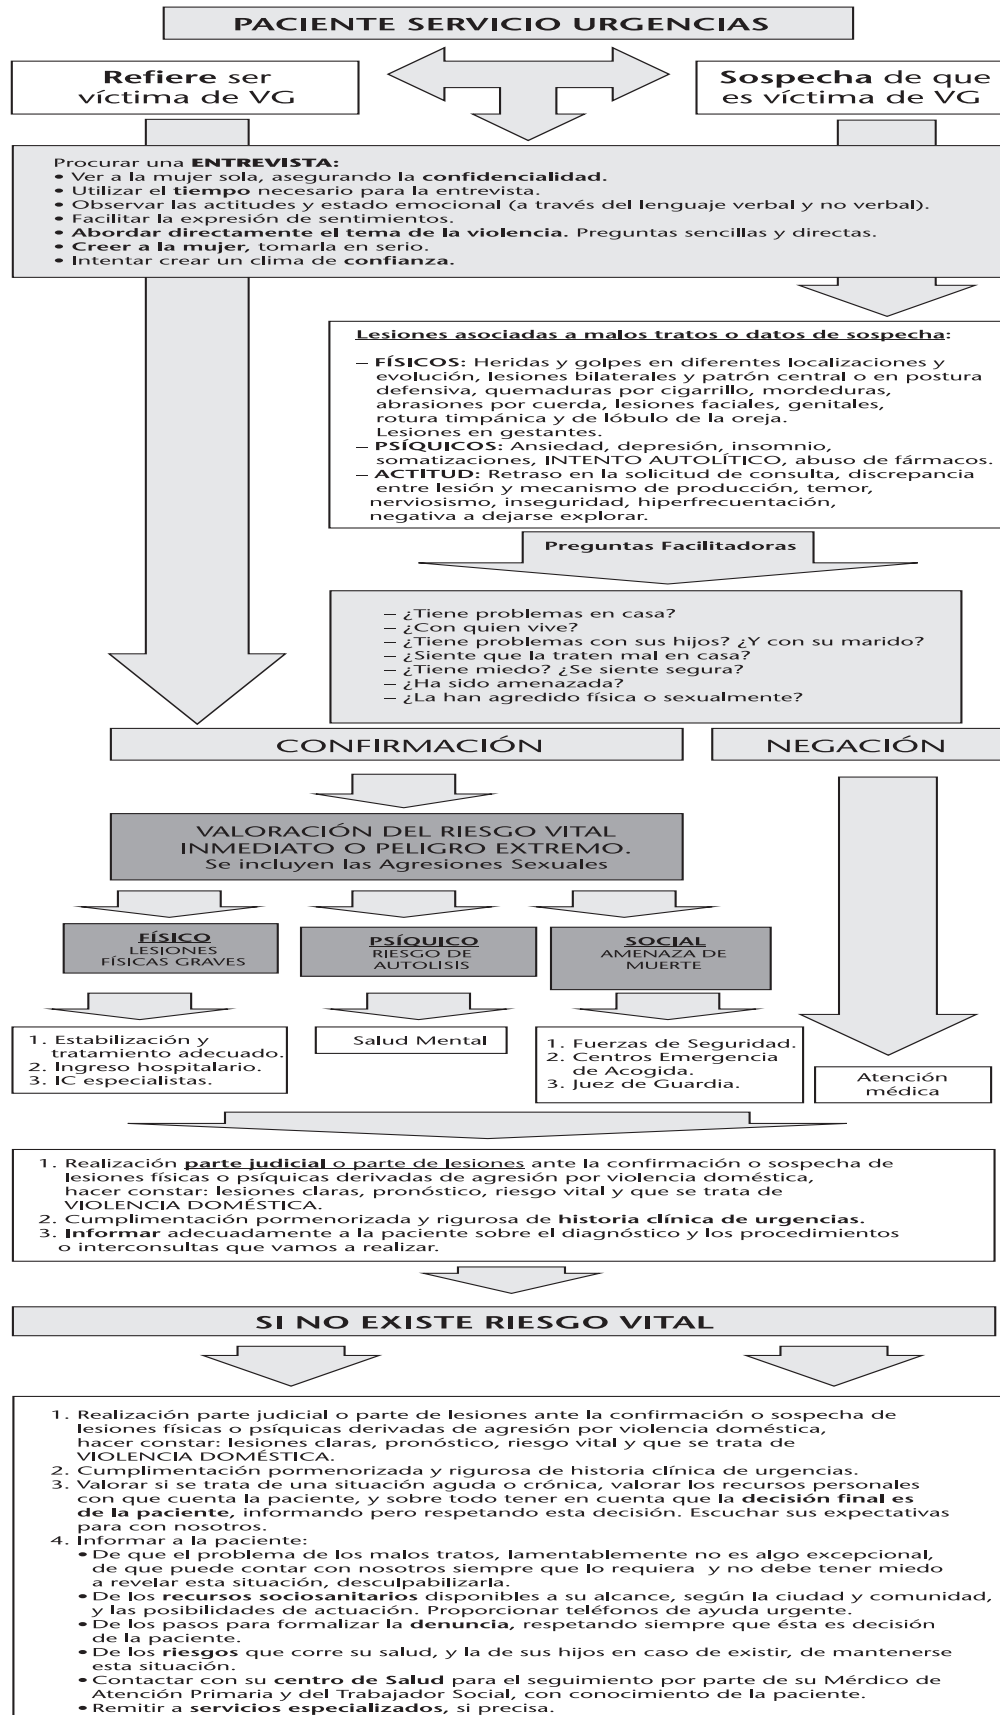 PACIENTE SERVICIO URGENCIAS
Refiere ser
víctima de VG
Sospecha de que
es víctima de VG
Procurar una ENTREVISTA:
• Ver a la mujer sola, asegurando la confidencialidad.
• Utilizar el tiempo necesario para la entrevista.
• Observar las actitudes y estado emocional (a través del lenguaje verbal y no verbal).
• Facilitar la expresión de sentimientos.
• Abordar directamente el tema de la violencia. Preguntas sencillas y directas.
• Creer a la mujer, tomarla en serio.
• Intentar crear un clima de confianza.
Lesiones asociadas a malos tratos o datos de sospecha:
– FÍSICOS: Heridas y golpes en diferentes localizaciones y
evolución, lesiones bilaterales y patrón central o en postura
defensiva, quemaduras por cigarrillo, mordeduras,
abrasiones por cuerda, lesiones faciales, genitales,
rotura timpánica y de lóbulo de la oreja.
Lesiones en gestantes.
– PSÍQUICOS: Ansiedad, depresión, insomnio,
somatizaciones, INTENTO AUTOLÍTICO, abuso de fármacos.
– ACTITUD: Retraso en la solicitud de consulta, discrepancia
entre lesión y mecanismo de producción, temor,
nerviosismo, inseguridad, hiperfrecuentación,
negativa a dejarse explorar.
Preguntas Facilitadoras
– ¿Tiene problemas en casa?
– ¿Con quien vive?
– ¿Tiene problemas con sus hijos? ¿Y con su marido?
– ¿Siente que la traten mal en casa?
– ¿Tiene miedo? ¿Se siente segura?
– ¿Ha sido amenazada?
– ¿La han agredido física o sexualmente?
CONFIRMACIÓN
NEGACIÓN
VALORACIÓN DEL RIESGO VITAL
INMEDIATO O PELIGRO EXTREMO.
Se incluyen las Agresiones Sexuales
FÍSICO
LESIONES
FÍSICAS GRAVES
PSÍQUICO
RIESGO DE
AUTOLISIS
SOCIAL
AMENAZA DE
MUERTE
1. Estabilización y
tratamiento adecuado.
2. Ingreso hospitalario.
3. IC especialistas.
Salud Mental
1. Fuerzas de Seguridad.
2. Centros Emergencia
de Acogida.
3. Juez de Guardia.
Atención
médica
1. Realización parte judicial o parte de lesiones ante la confirmación o sospecha de
lesiones físicas o psíquicas derivadas de agresión por violencia doméstica,
hacer constar: lesiones claras, pronóstico, riesgo vital y que se trata de
VIOLENCIA DOMÉSTICA.
2. Cumplimentación pormenorizada y rigurosa de historia clínica de urgencias.
3. Informar adecuadamente a la paciente sobre el diagnóstico y los procedimientos
o interconsultas que vamos a realizar.
SI NO EXISTE RIESGO VITAL
1. Realización parte judicial o parte de lesiones ante la confirmación o sospecha de
lesiones físicas o psíquicas derivadas de agresión por violencia doméstica,
hacer constar: lesiones claras, pronóstico, riesgo vital y que se trata de
VIOLENCIA DOMÉSTICA.
2. Cumplimentación pormenorizada y rigurosa de historia clínica de urgencias.
3. Valorar si se trata de una situación aguda o crónica, valorar los recursos personales
con que cuenta la paciente, y sobre todo tener en cuenta que la decisión final es
de la paciente, informando pero respetando esta decisión. Escuchar sus expectativas
para con nosotros.
4. Informar a la paciente:
• De que el problema de los malos tratos, lamentablemente no es algo excepcional,
de que puede contar con nosotros siempre que lo requiera y no debe tener miedo
a revelar esta situación, desculpabilizarla.
• De los recursos sociosanitarios disponibles a su alcance, según la ciudad y comunidad,
y las posibilidades de actuación. Proporcionar teléfonos de ayuda urgente.
• De los pasos para formalizar la denuncia, respetando siempre que ésta es decisión
de la paciente.
• De los riesgos que corre su salud, y la de sus hijos en caso de existir, de mantenerse
esta situación.
• Contactar con su centro de Salud para el seguimiento por parte de su Mérdico de
Atención Primaria y del Trabajador Social, con conocimiento de la paciente.
• Remitir a servicios especializados, si precisa.